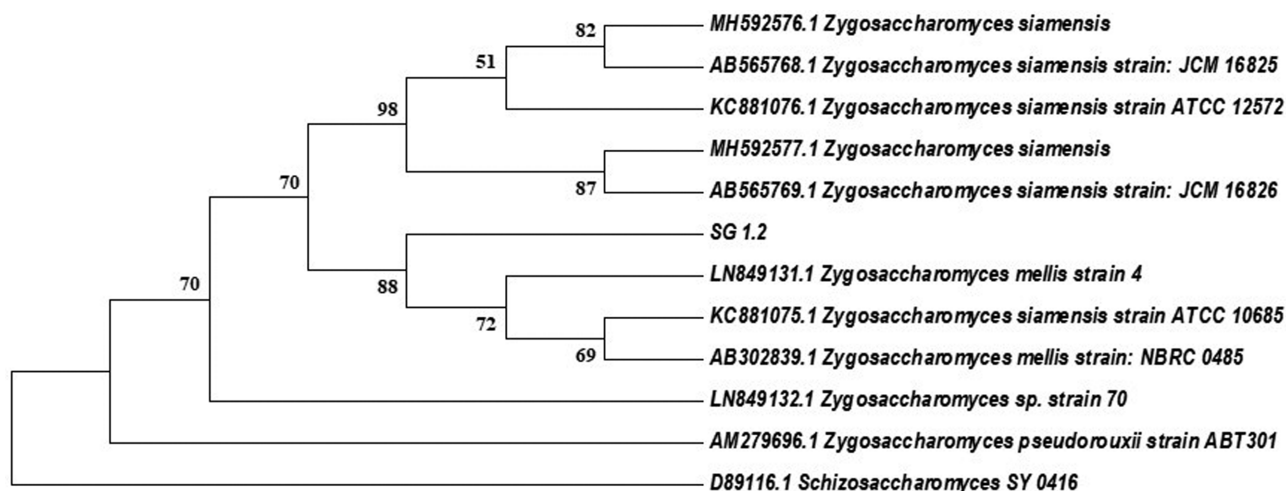 82
MH592576.1 Zygosaccharomyces siamensis
51
AB565768.1 Zygosaccharomyces siamensis strain: JCM 16825
98
KC881076.1 Zygosaccharomyces siamensis strain ATCC 12572
MH592577.1 Zygosaccharomyces siamensis
70
87
AB565769.1 Zygosaccharomyces siamensis strain: JCM 16826
SG 1.2
70
88
LN849131.1 Zygosaccharomyces mellis strain 4
72
KC881075.1 Zygosaccharomyces siamensis strain ATCC 10685
69
AB302839.1 Zygosaccharomyces mellis strain: NBRC 0485
LN849132.1 Zygosaccharomyces sp. strain 70
AM279696.1 Zygosaccharomyces pseudorouxii strain ABT301
D89116.1 Schizosaccharomyces SY 0416